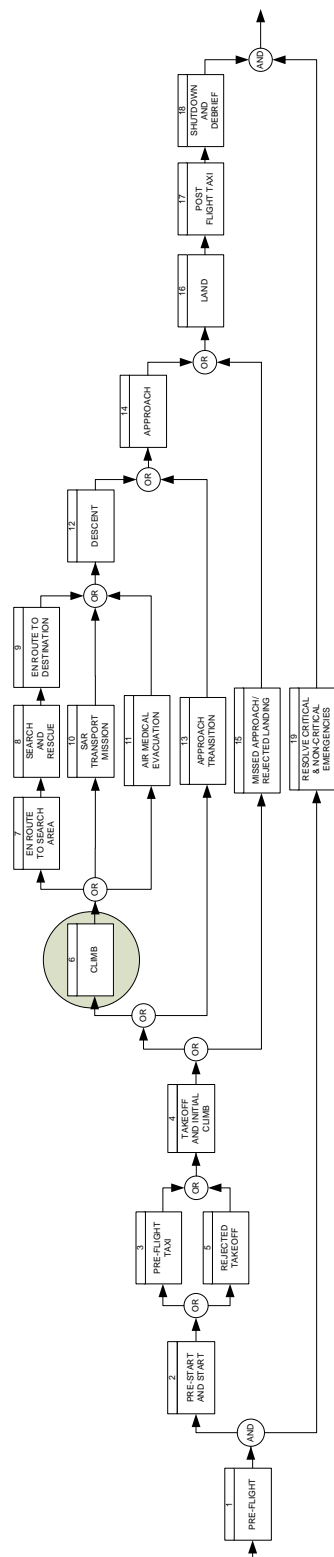 1
PRE-FLIGHT
AND
2
PRE-START
AND START
OR
3
PRE-FLIGHT
TAXI
5
REJECTED
TAKEOFF
OR
4
TAKEOFF
AND INITIAL
CLIMB
OR
OR
6
CLIMB
OR
7
EN ROUTE
TO SEARCH
AREA
8
SEARCH
AND
RESCUE
9
EN ROUTE TO
DESTINATION
10
SAR
TRANSPORT
MISSION
11
AIR MEDICAL
EVACUATION
OR
12
DESCENT
13
APPROACH
TRANSITION
OR
14
APPROACH
15
MISSED APPROACH/
REJECTED LANDING
OR
16
LAND
17
POST
FLIGHT TAXI
18
SHUTDOWN
AND
DEBRIEF
19
RESOLVE CRITICAL
& NON-CRITICAL
EMERGENCIES
AND